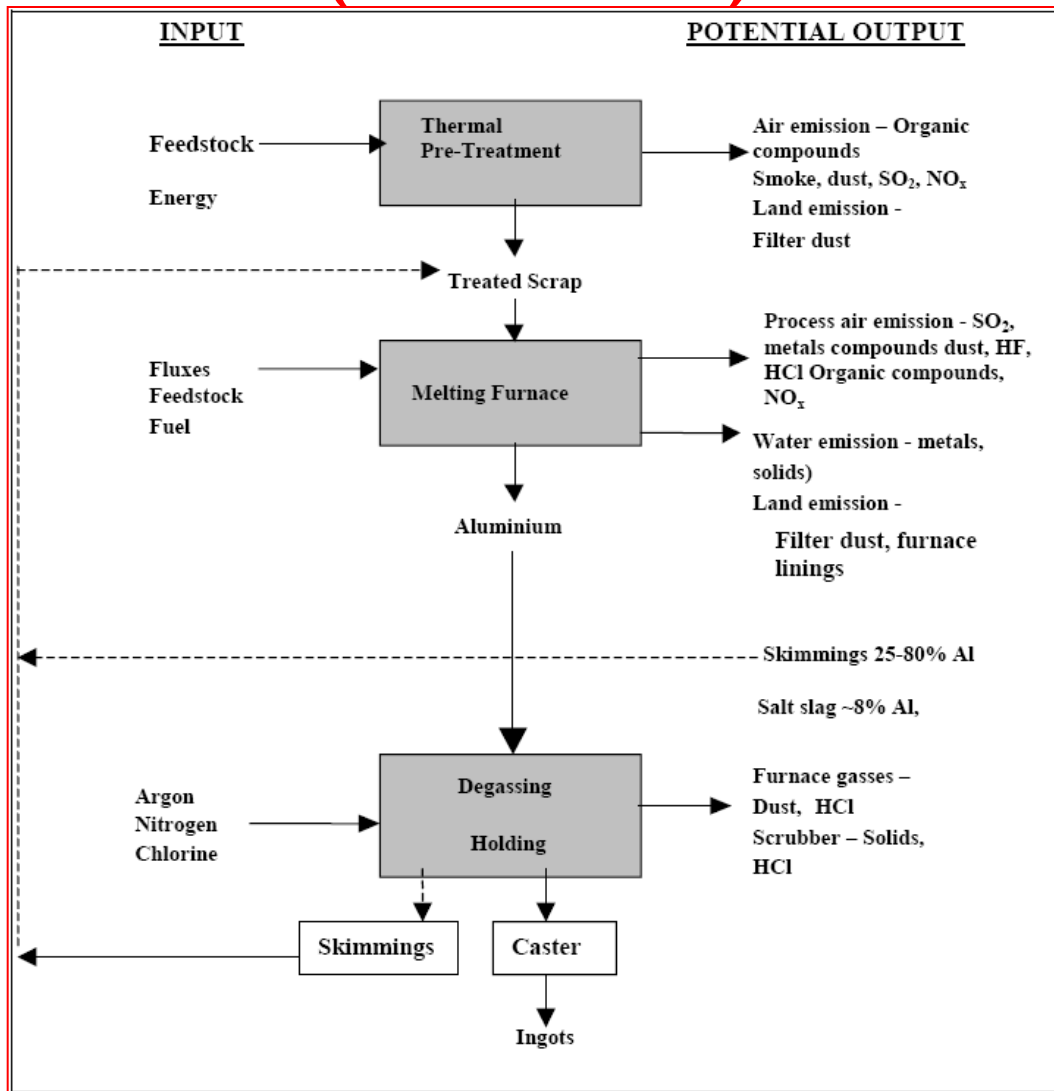 INPUT
POTENTIAL OUTPUT
Feedstock
Energy
Thermal
Pre-Treatment
Air emission – Organic
compounds
Smoke, dust, SO₂, NOₓ
Land emission -
Filter dust
Treated Scrap
Fluxes
Feedstock
Fuel
Melting Furnace
Process air emission - SO₂,
metals compounds dust, HF,
HCl Organic compounds,
NOₓ
Water emission - metals,
solids)
Land emission -
Filter dust, furnace
linings
Aluminium
Skimmings 25-80% Al
Salt slag ~8% Al,
Argon
Nitrogen
Chlorine
Degassing
Holding
Furnace gasses –
Dust, HCl
Scrubber – Solids,
HCl
Skimmings
Caster
Ingots